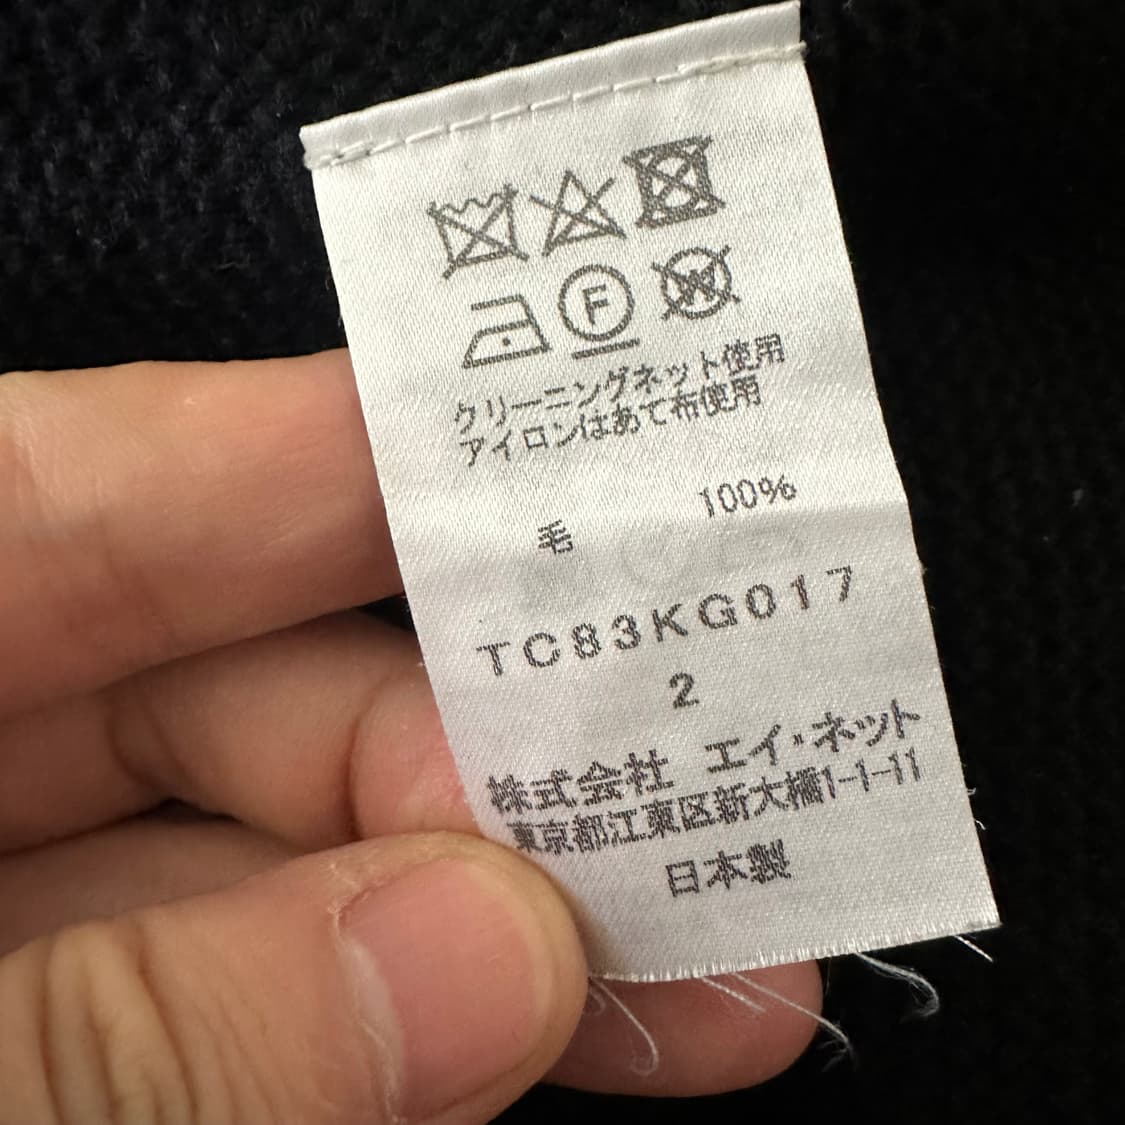 F W
クリーニングネット使用
アイロンはあて布使用
毛 100%
TC83KG017
2
株式会社 エイ・ネット
東京都江東区新大橋1-1-11
日本製